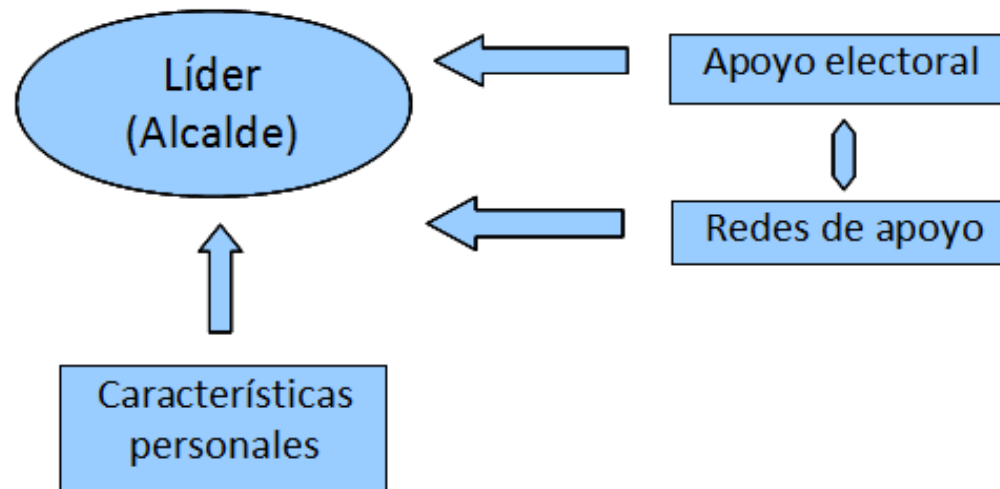 Líder
(Alcalde)
Apoyo electoral
Redes de apoyo
Características
personales